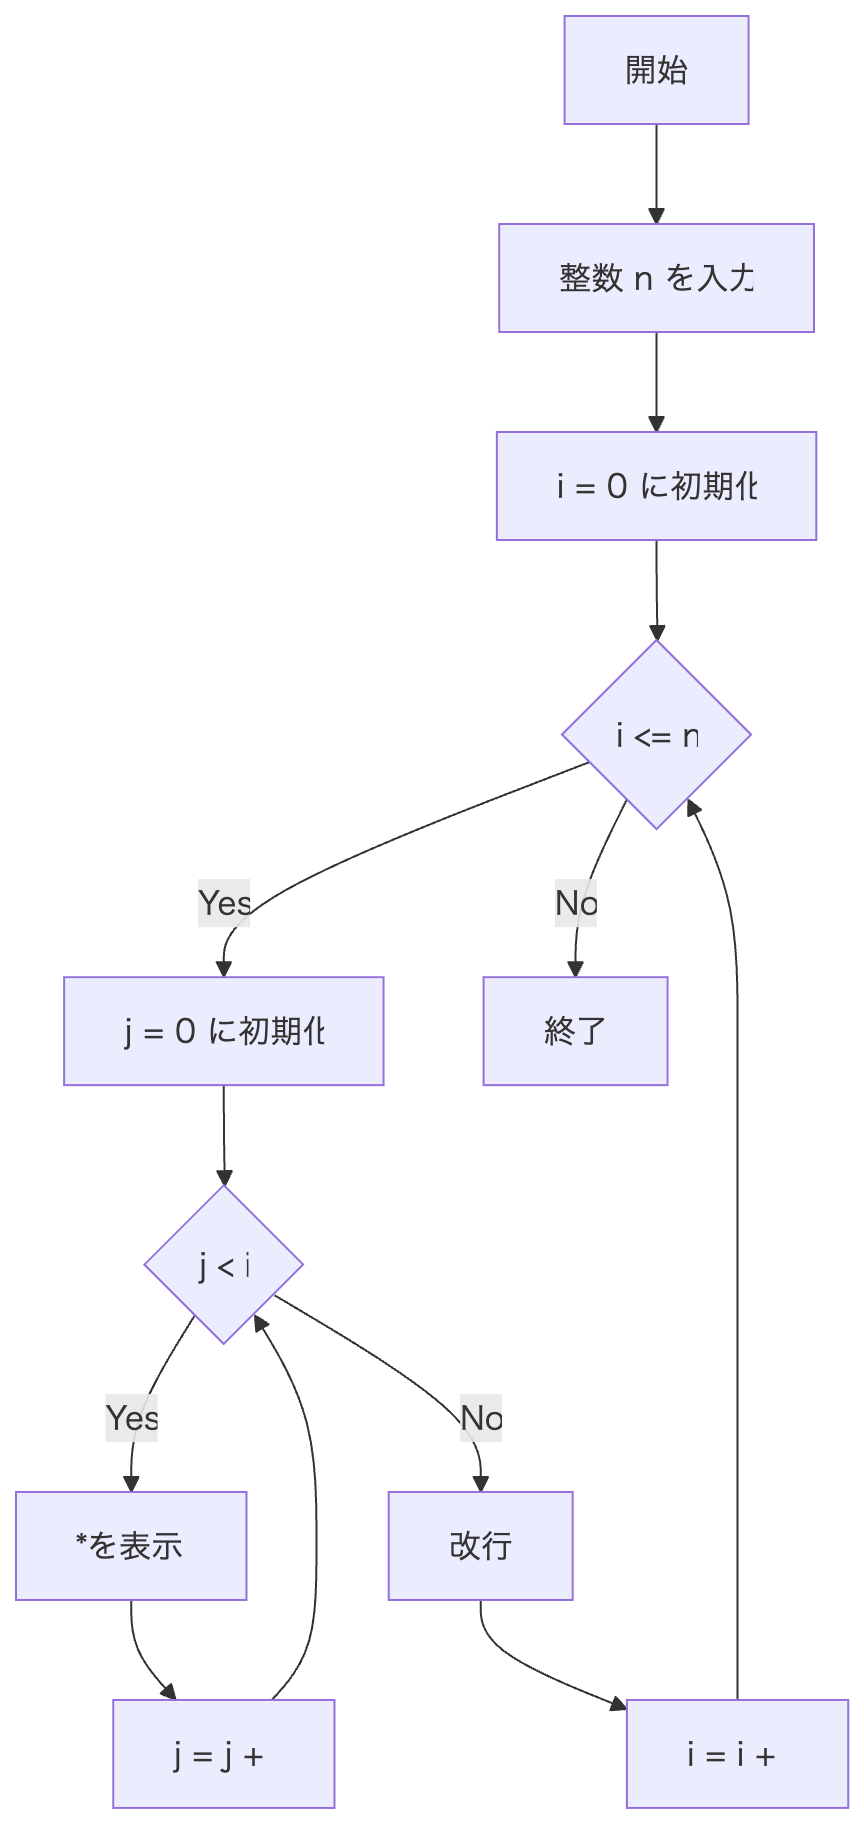 開始
整数 n を入力
i = 0 に初期化
i <= n
Yes
No
j = 0 に初期化
終了
j < i
Yes
No
*を表示
改行
j = j +
i = i +